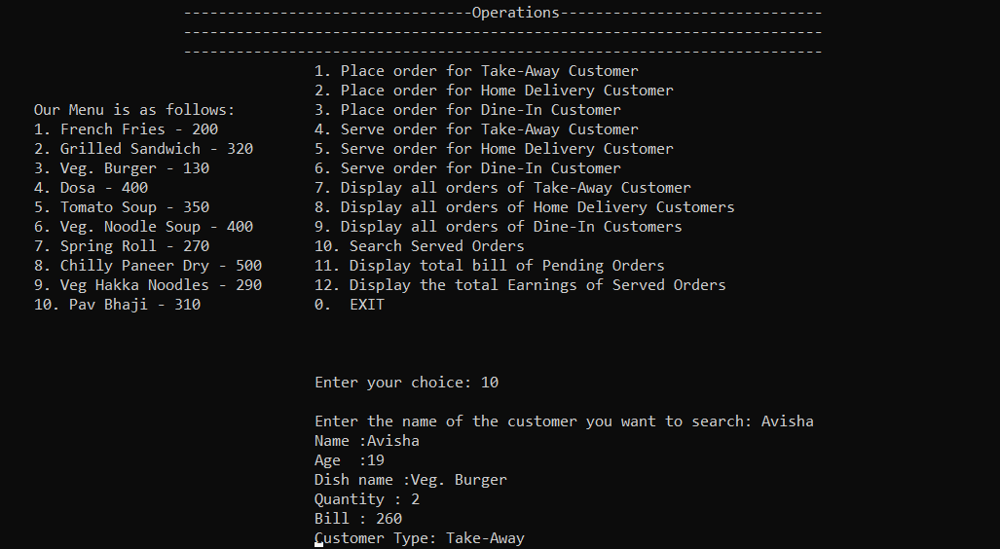 ---------------------------------Operations------------------------------
-------------------------------------------------------------------------
-------------------------------------------------------------------------
1. Place order for Take-Away Customer
2. Place order for Home Delivery Customer
Our Menu is as follows: 3. Place order for Dine-In Customer
1. French Fries - 200 4. Serve order for Take-Away Customer
2. Grilled Sandwich - 320 5. Serve order for Home Delivery Customer
3. Veg. Burger - 130 6. Serve order for Dine-In Customer
4. Dosa - 400 7. Display all orders of Take-Away Customer
5. Tomato Soup - 350 8. Display all orders of Home Delivery Customers
6. Veg. Noodle Soup - 400 9. Display all orders of Dine-In Customers
7. Spring Roll - 270 10. Search Served Orders
8. Chilly Paneer Dry - 500 11. Display total bill of Pending Orders
9. Veg Hakka Noodles - 290 12. Display the total Earnings of Served Orders
10. Pav Bhaji - 310 0.  EXIT
Enter your choice: 10
Enter the name of the customer you want to search: Avisha
Name :Avisha
Age  :19
Dish name :Veg. Burger
Quantity : 2
Bill : 260
Customer Type: Take-Away